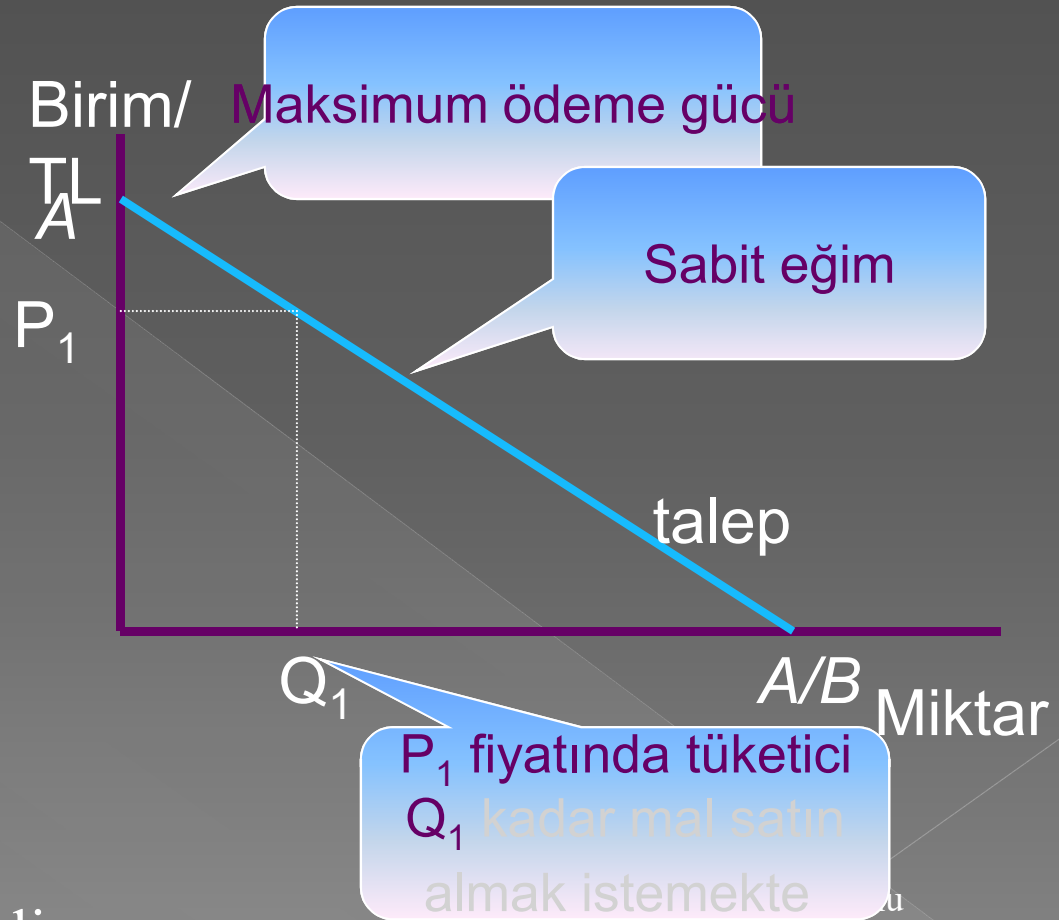 Birim/
TL
Maksimum ödeme gücü
A
Sabit eğim
P₁
talep
Q₁
A/B
Miktar
P₁ fiyatında tüketici
Q₁ kadar mal satın
almak istemekte